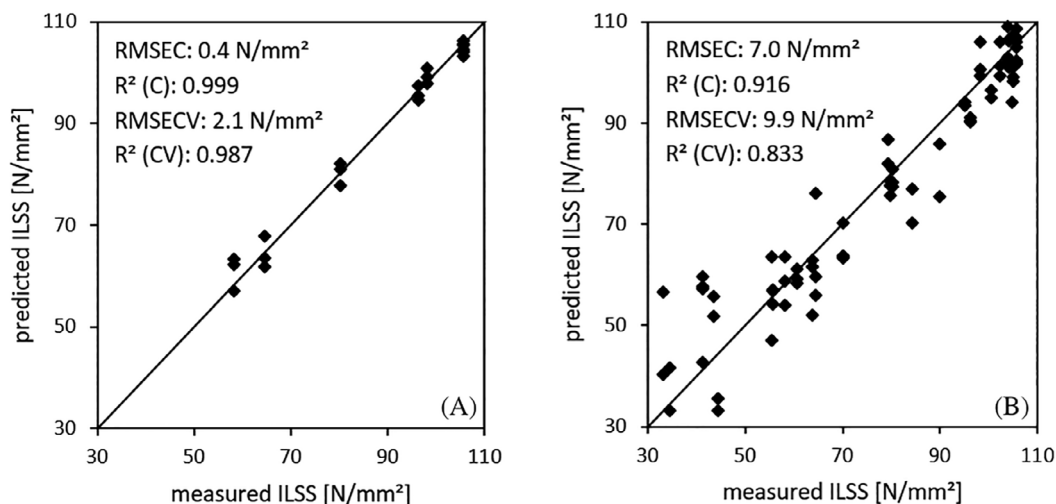 110
90
70
50
30
predicted ILSS [N/mm²]
RMSEC: 0.4 N/mm²
R² (C): 0.999
RMSECV: 2.1 N/mm²
R² (CV): 0.987
(A)
30 50 70 90 110
measured ILSS [N/mm²]
110
90
70
50
30
predicted ILSS [N/mm²]
RMSEC: 7.0 N/mm²
R² (C): 0.916
RMSECV: 9.9 N/mm²
R² (CV): 0.833
(B)
30 50 70 90 110
measured ILSS [N/mm²]